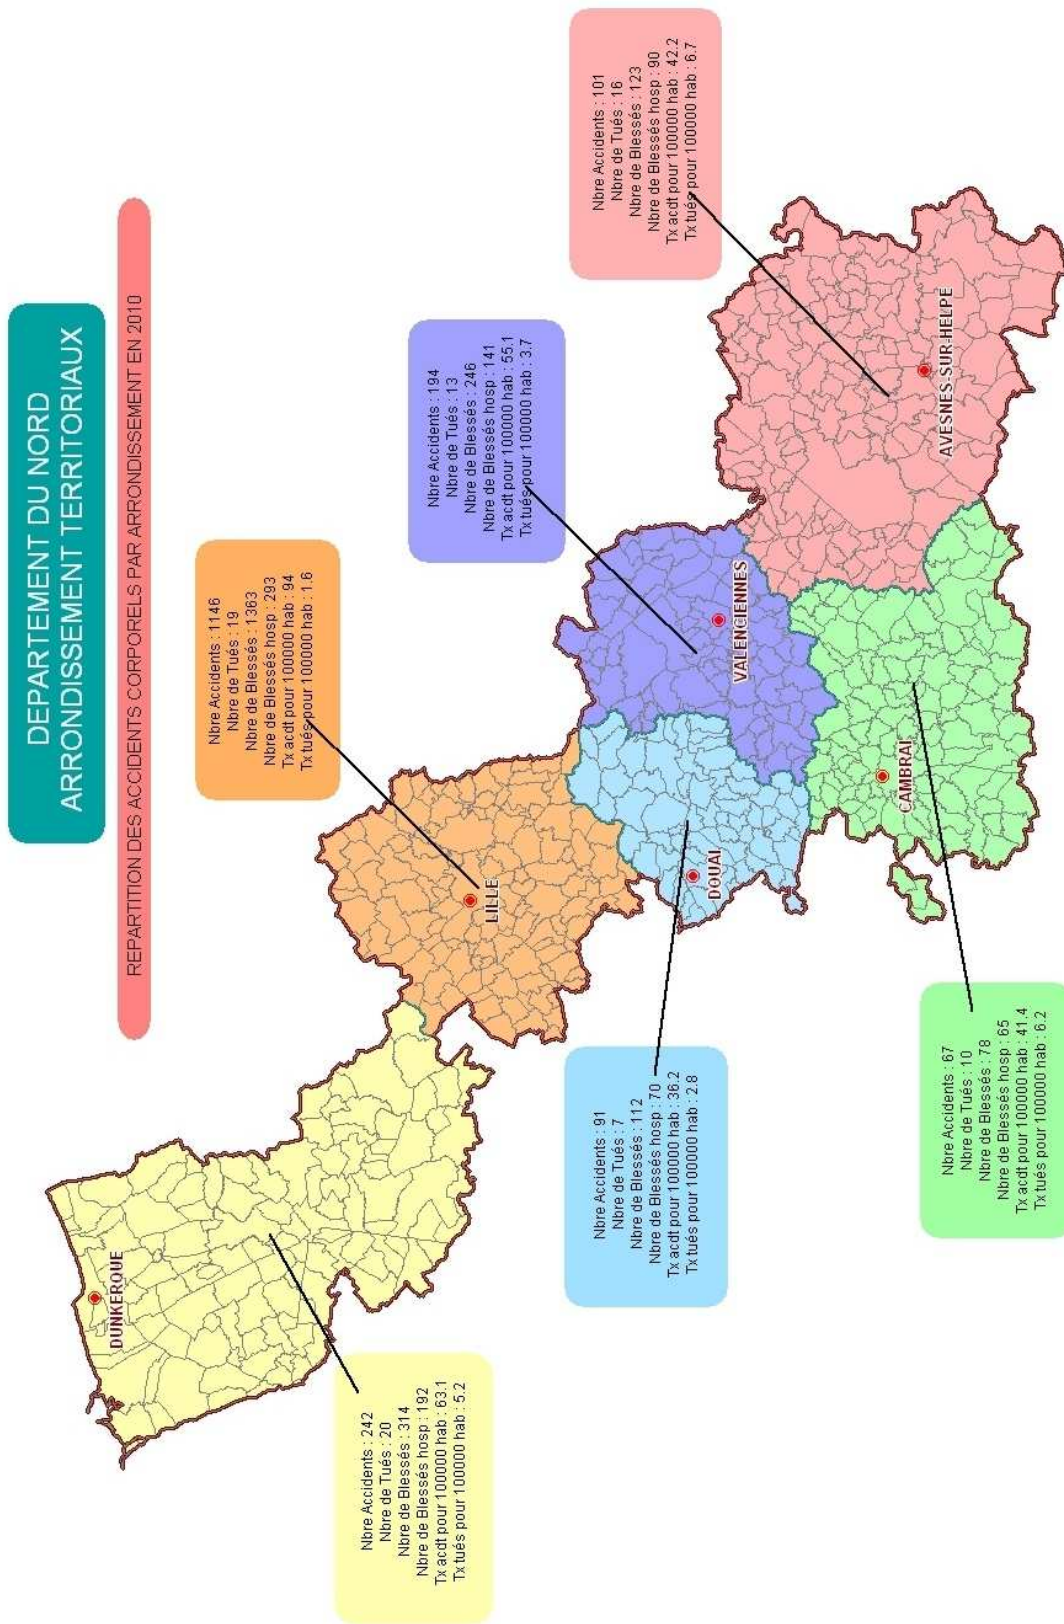 DEPARTEMENT DU NORD
ARRONDISSEMENT TERRITORIAUX
REPARTITION DES ACCIDENTS CORPORELS PAR ARRONDISSEMENT EN 2010
DUNKERQUE
Nbre Accidents : 242
Nbre de Tués : 20
Nbre de Blessés : 314
Nbre de Blessés hosp : 192
Tx acdt pour 100000 hab : 63.1
Tx tués pour 100000 hab : 5.2
Nbre Accidents : 1146
Nbre de Tués : 19
Nbre de Blessés : 1363
Nbre de Blessés hosp : 293
Tx acdt pour 100000 hab : 94
Tx tués pour 100000 hab : 1.6
LILLE
Nbre Accidents : 194
Nbre de Tués : 13
Nbre de Blessés : 246
Nbre de Blessés hosp : 141
Tx acdt pour 100000 hab : 55.1
Tx tués pour 100000 hab : 3.7
Nbre Accidents : 91
Nbre de Tués : 7
Nbre de Blessés : 112
Nbre de Blessés hosp : 70
Tx acdt pour 100000 hab : 36.2
Tx tués pour 100000 hab : 2.8
DOUAI
VALENCIENNES
Nbre Accidents : 101
Nbre de Tués : 16
Nbre de Blessés : 123
Nbre de Blessés hosp : 90
Tx acdt pour 100000 hab : 42.2
Tx tués pour 100000 hab : 6.7
CAMBRAI
AVESNES-SUR-HELPE
Nbre Accidents : 67
Nbre de Tués : 10
Nbre de Blessés : 78
Nbre de Blessés hosp : 65
Tx acdt pour 100000 hab : 41.4
Tx tués pour 100000 hab : 6.2